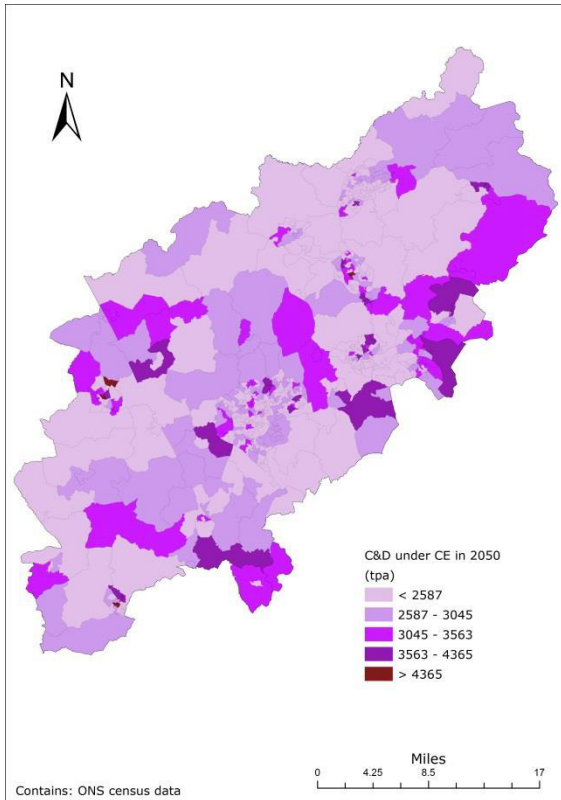 N
C&D under CE in 2050
(tpa)
< 2587
2587 - 3045
3045 - 3563
3563 - 4365
> 4365
Miles
0 4.25 8.5 17
Contains: ONS census data